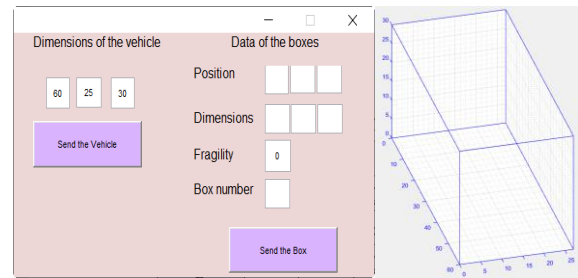 Dimensions of the vehicle
60 25 30
Send the Vehicle
Data of the boxes
Position
Dimensions
Fragility 0
Box number
Send the Box
30
25
20
15
10
5
0
0
10
20
30
40
50
60
0 5 10 15 20 25